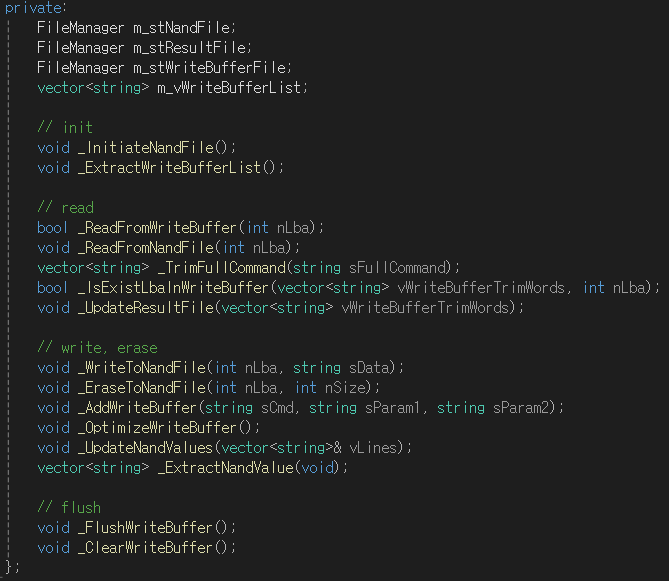 private:
FileManager m_stNandFile;
FileManager m_stResultFile;
FileManager m_stWriteBufferFile;
vector<string> m_vWriteBufferList;
// init
void _InitiateNandFile();
void _ExtractWriteBufferList();
// read
bool _ReadFromWriteBuffer(int nLba);
void _ReadFromNandFile(int nLba);
vector<string> _TrimFullCommand(string sFullCommand);
bool _IsExistLbaInWriteBuffer(vector<string> vWriteBufferTrimWords, int nLba);
void _UpdateResultFile(vector<string> vWriteBufferTrimWords);
// write, erase
void _WriteToNandFile(int nLba, string sData);
void _EraseToNandFile(int nLba, int nSize);
void _AddWriteBuffer(string sCmd, string sParam1, string sParam2);
void _OptimizeWriteBuffer();
void _UpdateNandValues(vector<string>& vLines);
vector<string> _ExtractNandValue(void);
// flush
void _FlushWriteBuffer();
void _ClearWriteBuffer();
};